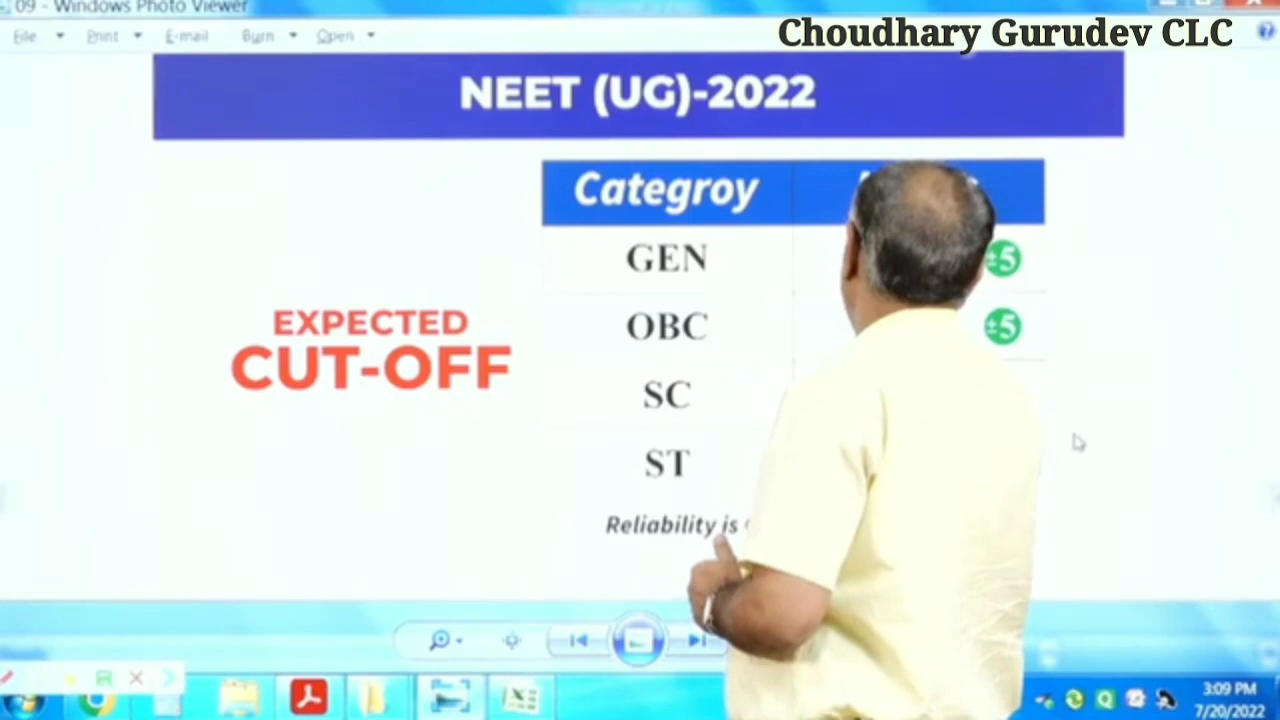 09 - Windows Photo Viewer
Choudhary Gurudev CLC
File Print E-mail Burn Open
NEET (UG)-2022
Categroy
GEN ±5
EXPECTED
OBC ±5
CUT-OFF
SC
ST
Reliability is
3:09 PM
7/20/2022